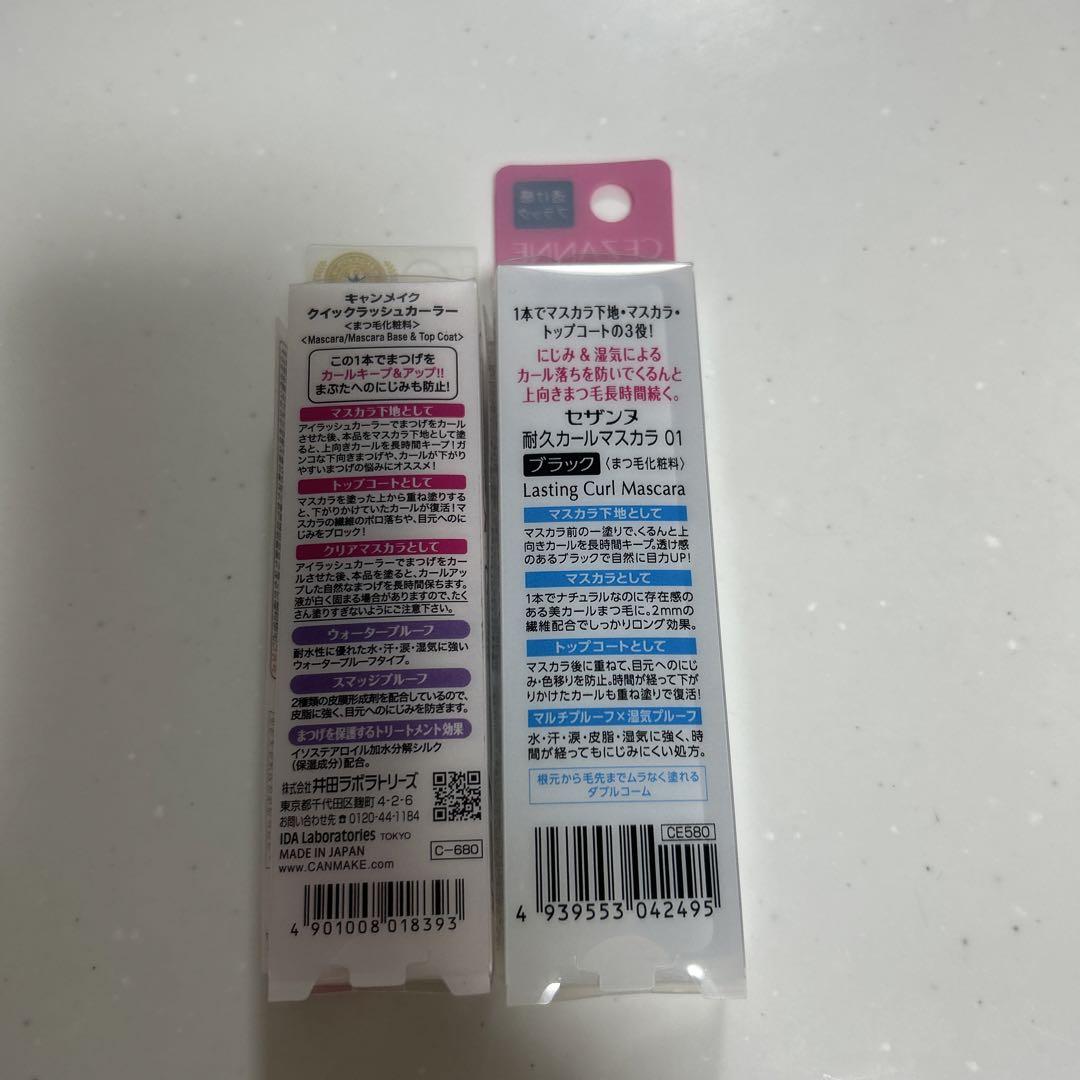 キャンメイク
クイックラッシュカーラー
<まつ毛化粧料>
<Mascara/Mascara Base & Top Coat>
この1本でまつげを
カールキープ&アップ!!
まぶたへのにじみも防止!
マスカラ下地として
アイラッシュカーラーでまつげをカール
させた後、本品をマスカラ下地として塗
ると、上向きカールを長時間キープ!ガ
ンコな下向きまつげや、カールが下がり
やすいまつげの悩みにオススメ!
トップコートとして
マスカラを塗った上から重ね塗りする
と、下がりかけていたカールが復活!マ
スカラの繊維のポロ落ちや、目元へのに
じみをブロック!
クリアマスカラとして
アイラッシュカーラーでまつげをカー
ルさせた後、本品を塗ると、カールアッ
プした自然なまつげを長時間保ちます。
液が白く固まる場合がありますので、たく
さん塗りすぎないようにご注意下さい。
ウォータープルーフ
耐水性に優れた水・汗・涙・湿気に強い
ウォータープルーフタイプ。
スマッジプルーフ
2種類の皮膜形成剤を配合しているので、
皮脂に強く、目元へのにじみを防ぎます。
まつげを保護するトリートメント効果
イソステアロイル加水分解シルク
(保湿成分)配合。
株式会社 井田ラボラトリーズ
東京都千代田区麹町4-2-6
お問い合わせ先 ☎ 0120-44-1184
IDA Laboratories TOKYO
MADE IN JAPAN
C-680
www.CANMAKE.com
4 901008 018393
透け感
ブラック
CEZANNE
1本でマスカラ下地・マスカラ・
トップコートの3役!
にじみ & 湿気による
カール落ちを防いでくるんと
上向きまつ毛長時間続く。
セザンヌ
耐久カールマスカラ 01
ブラック 〈まつ毛化粧料〉
Lasting Curl Mascara
マスカラ下地として
マスカラ前の一塗りで、くるんと上
向きカールを長時間キープ。透け感
のあるブラックで自然に目力UP!
マスカラとして
1本でナチュラルなのに存在感の
ある美カールまつ毛に。2mmの
繊維配合でしっかりロング効果。
トップコートとして
マスカラ後に重ねて、目元へのにじ
み・色移りを防止。時間が経って下が
りかけたカールも重ね塗りで復活!
マルチプルーフ×湿気プルーフ
水・汗・涙・皮脂・湿気に強く、時
間が経ってもにじみにくい処方。
根元から毛先までムラなく塗れる
ダブルコーム
CE580
4 939553 042495